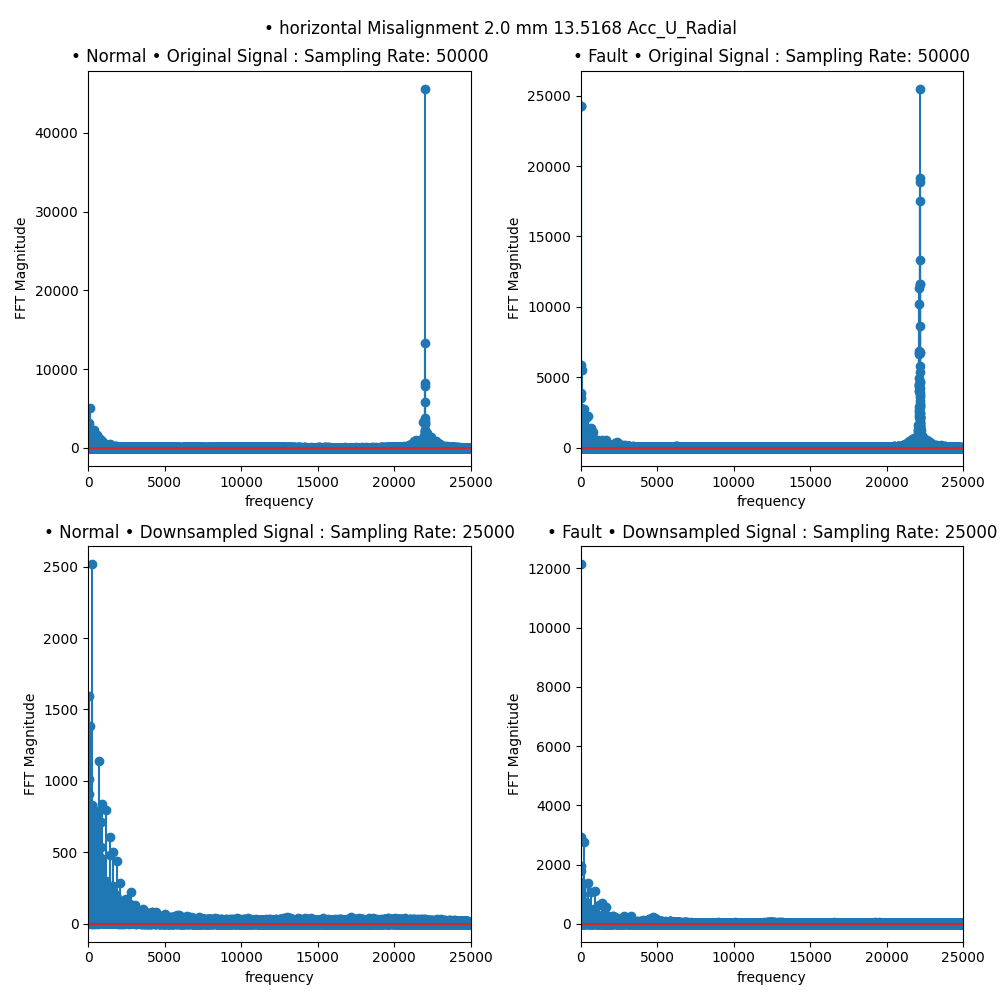 • horizontal Misalignment 2.0 mm 13.5168 Acc_U_Radial
• Normal • Original Signal : Sampling Rate: 50000
FFT Magnitude
40000
30000
20000
10000
0
0 5000 10000 15000 20000 25000
frequency
• Fault • Original Signal : Sampling Rate: 50000
FFT Magnitude
25000
20000
15000
10000
5000
0
0 5000 10000 15000 20000 25000
frequency
• Normal • Downsampled Signal : Sampling Rate: 25000
FFT Magnitude
2500
2000
1500
1000
500
0
0 5000 10000 15000 20000 25000
frequency
• Fault • Downsampled Signal : Sampling Rate: 25000
FFT Magnitude
12000
10000
8000
6000
4000
2000
0
0 5000 10000 15000 20000 25000
frequency